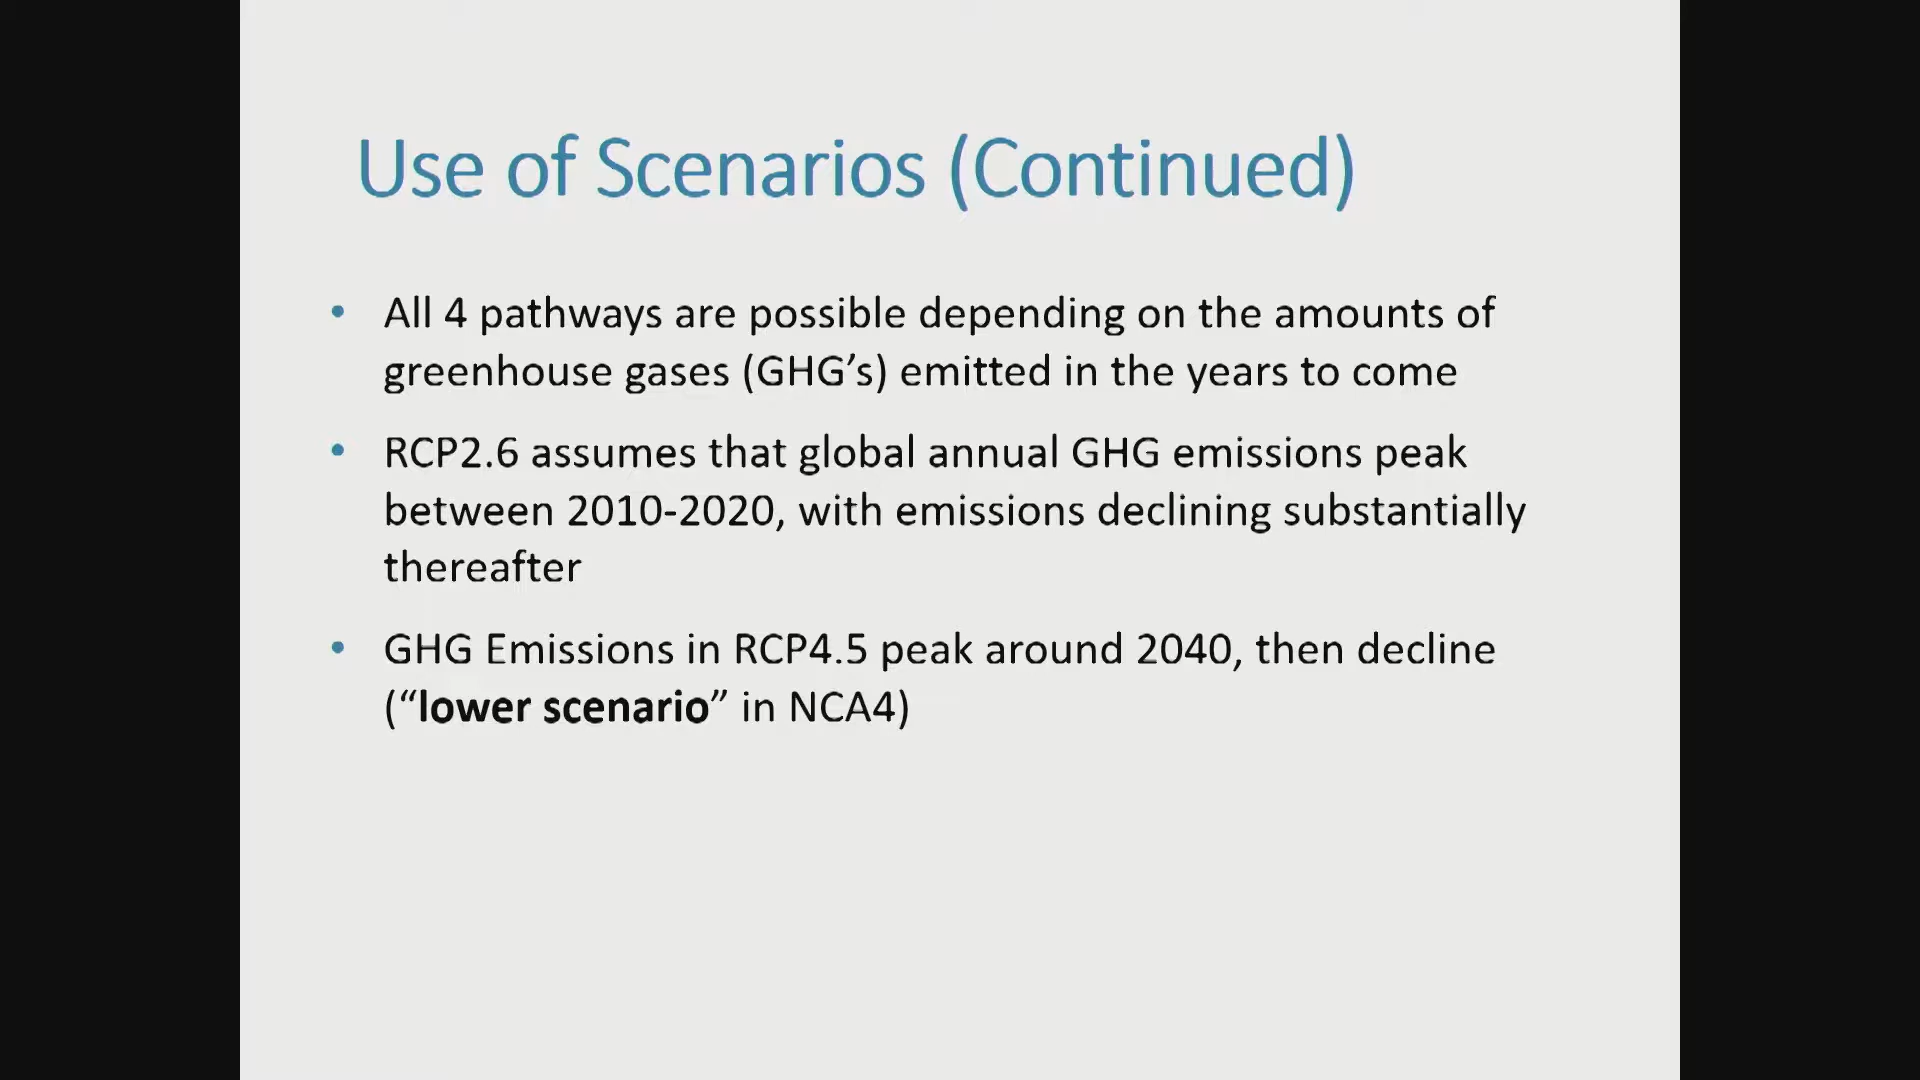 Use of Scenarios (Continued)
• All 4 pathways are possible depending on the amounts of
greenhouse gases (GHG’s) emitted in the years to come
• RCP2.6 assumes that global annual GHG emissions peak
between 2010-2020, with emissions declining substantially
thereafter
• GHG Emissions in RCP4.5 peak around 2040, then decline
(“lower scenario” in NCA4)